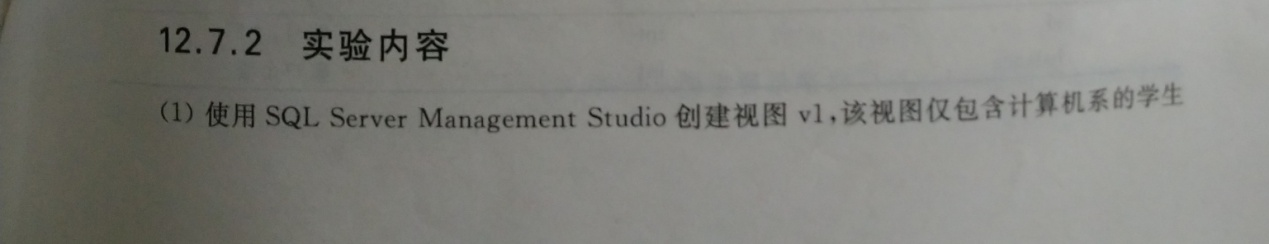 12.7.2 实验内容
(1) 使用 SQL Server Management Studio 创建视图 v1,该视图仅包含计算机系的学生